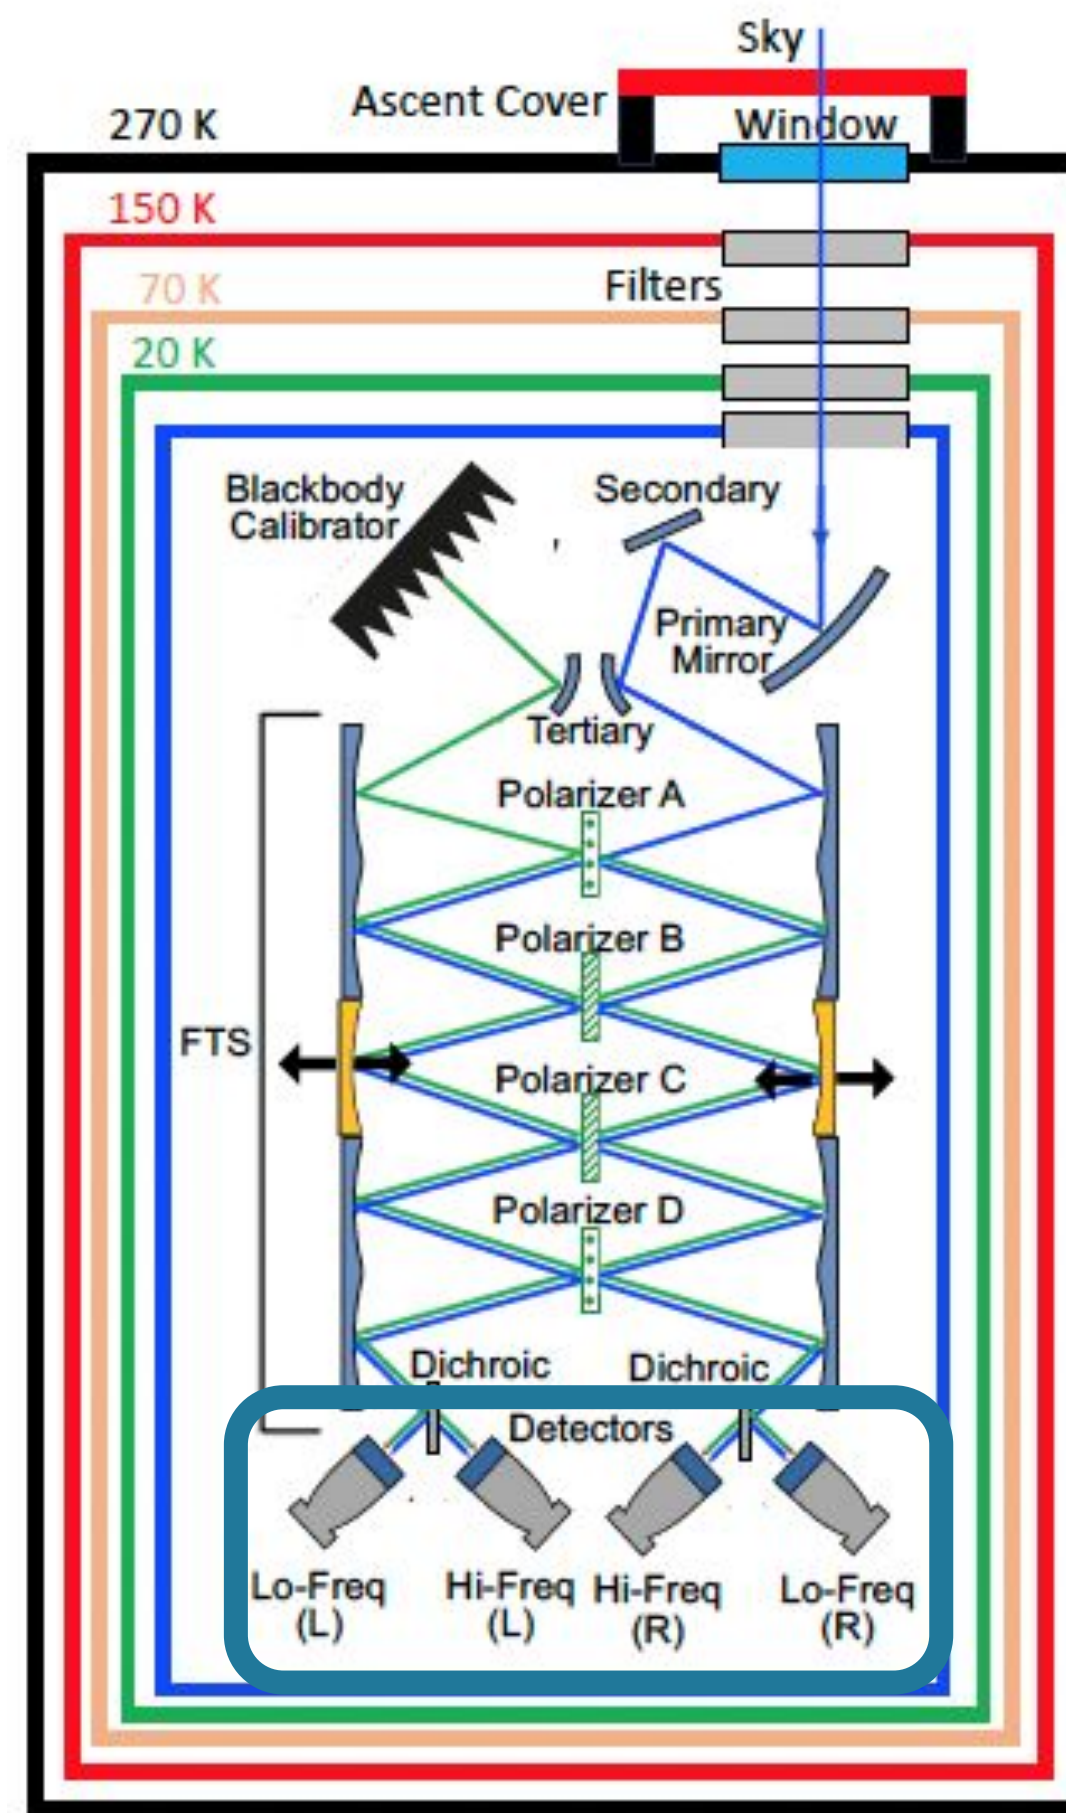 Sky
Ascent Cover
Window
270 K
150 K
Filters
70 K
20 K
Blackbody
Calibrator
Secondary
Primary
Mirror
Tertiary
Polarizer A
Polarizer B
FTS
Polarizer C
Polarizer D
Dichroic
Dichroic
Detectors
Lo-Freq
(L)
Hi-Freq
(L)
Hi-Freq
(R)
Lo-Freq
(R)